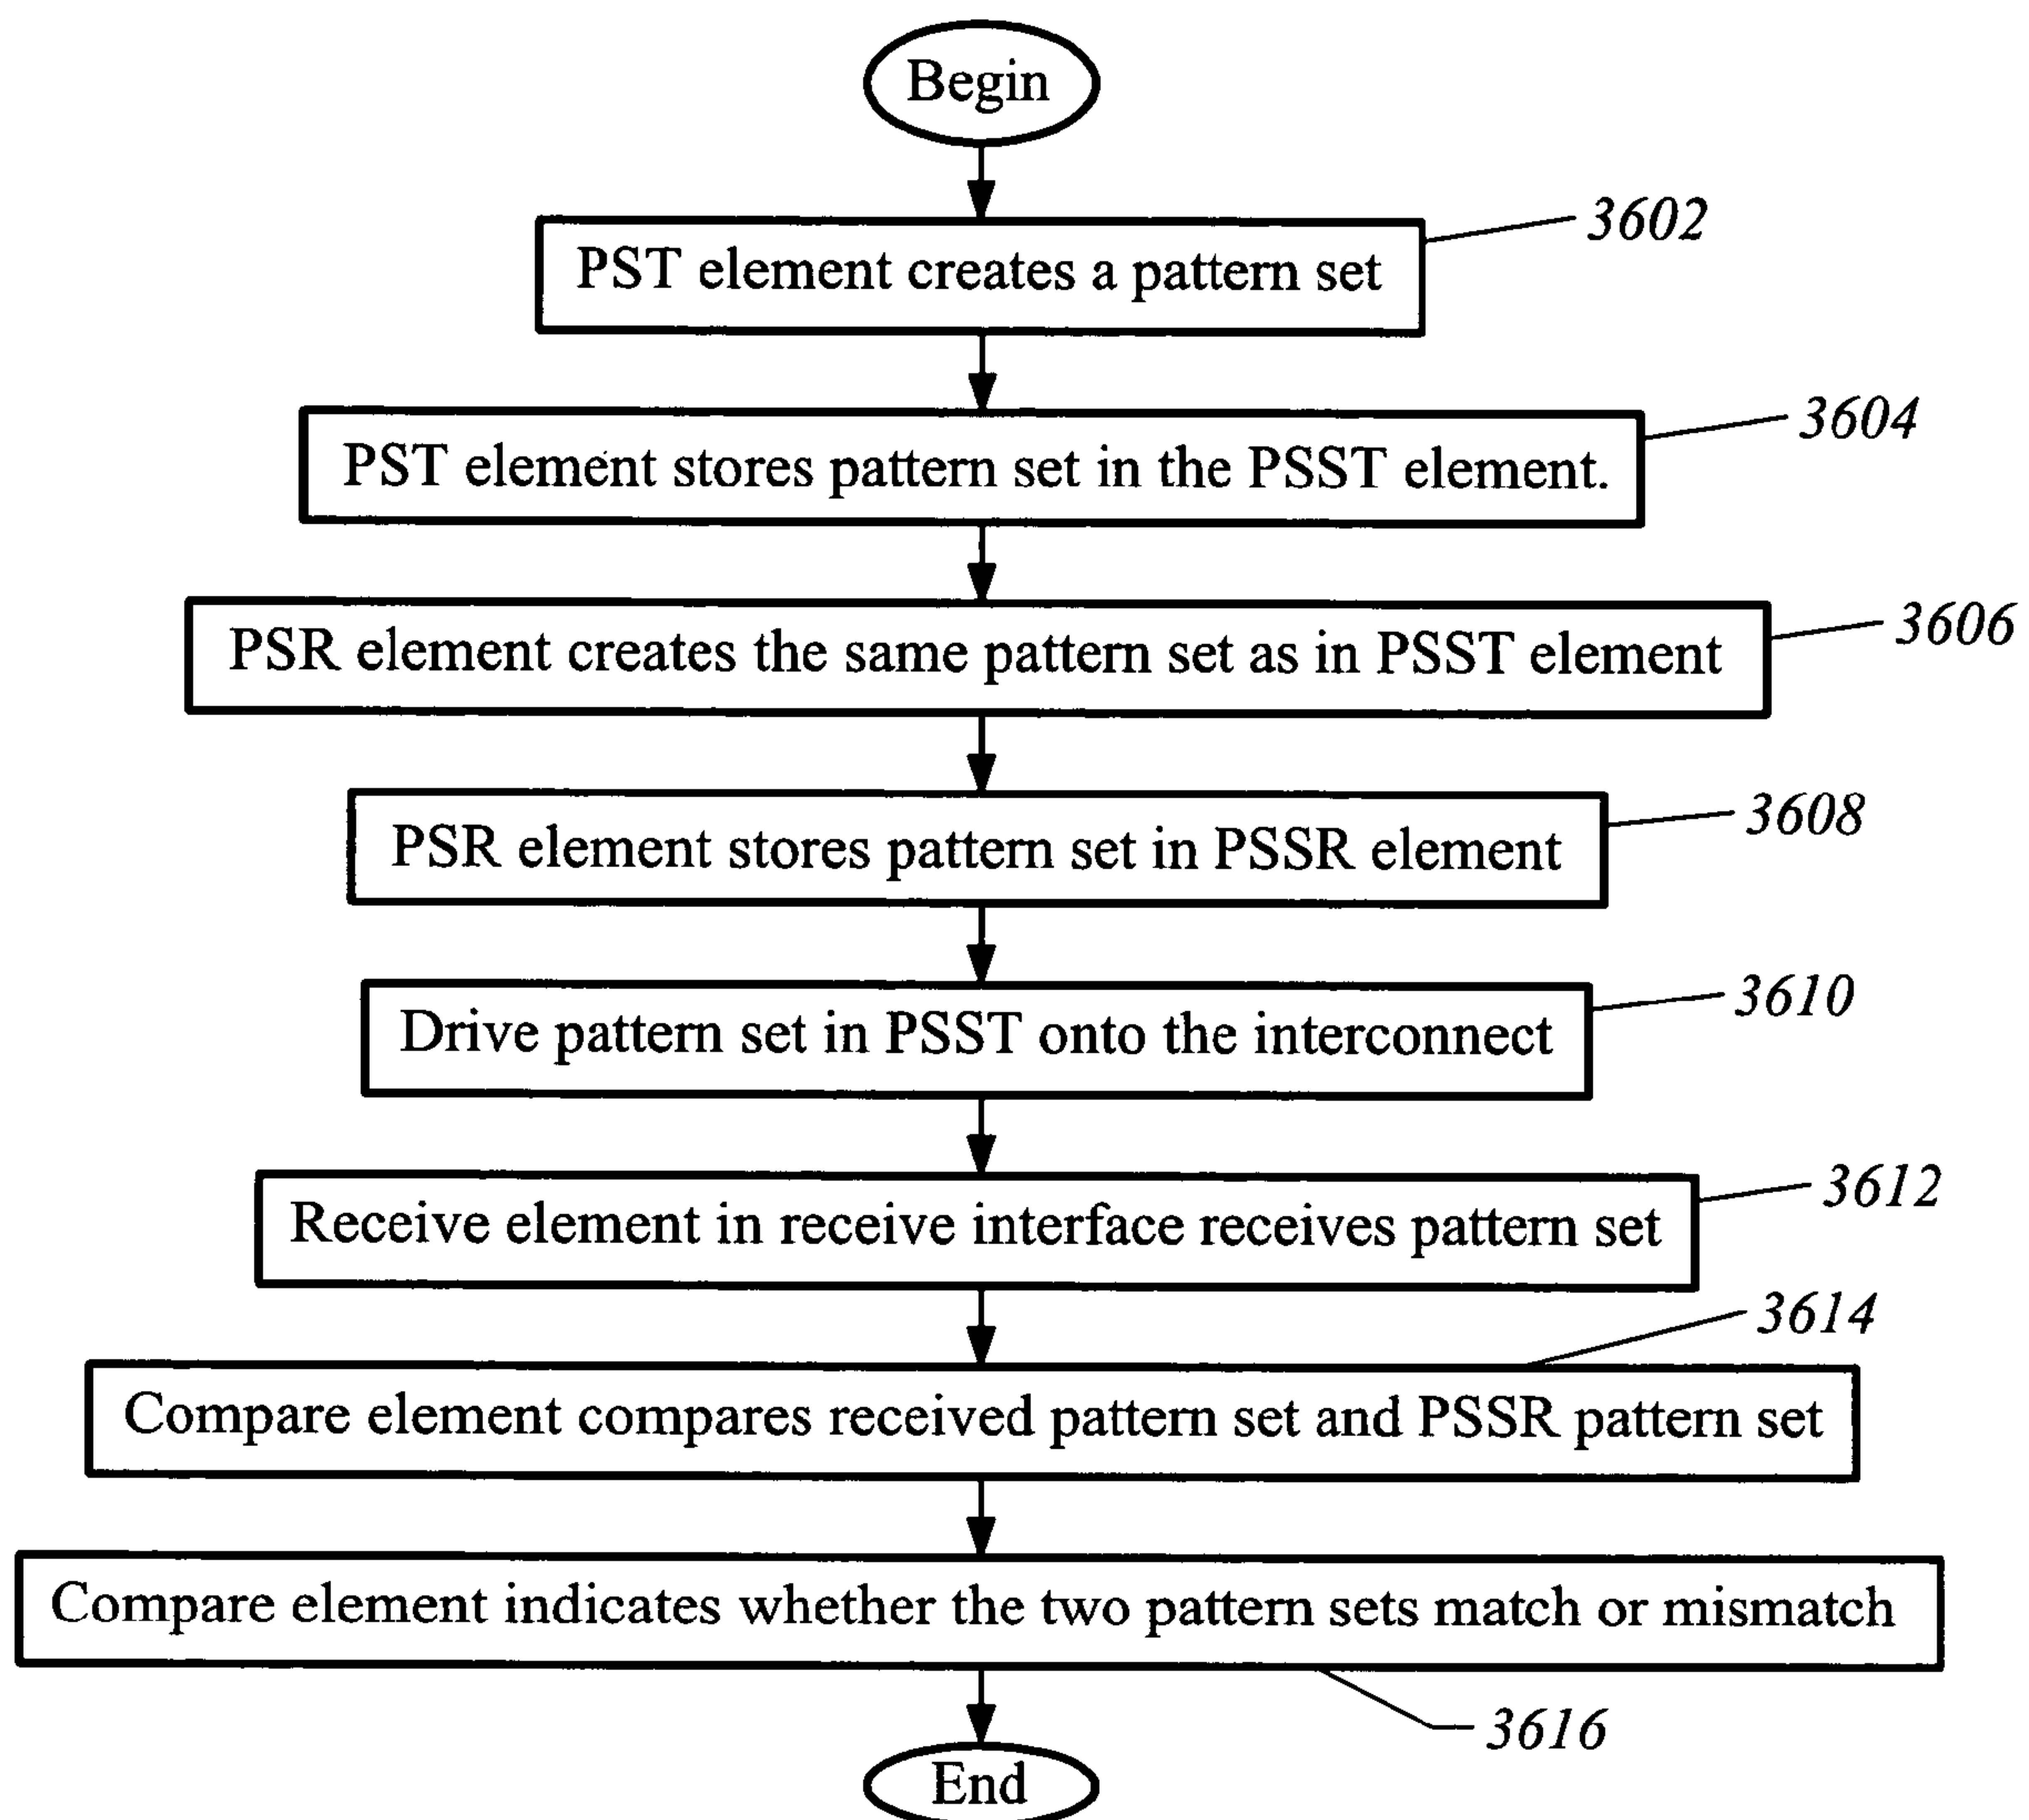 Begin
3602
PST element creates a pattern set
3604
PST element stores pattern set in the PSST element.
3606
PSR element creates the same pattern set as in PSST element
3608
PSR element stores pattern set in PSSR element
3610
Drive pattern set in PSST onto the interconnect
3612
Receive element in receive interface receives pattern set
3614
Compare element compares received pattern set and PSSR pattern set
Compare element indicates whether the two pattern sets match or mismatch
3616
End